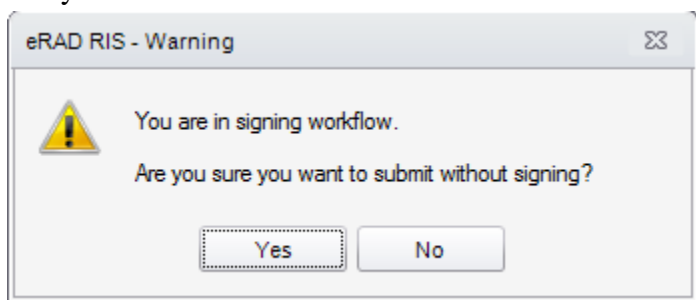 eRAD RIS - Warning
You are in signing workflow.
Are you sure you want to submit without signing?
Yes
No